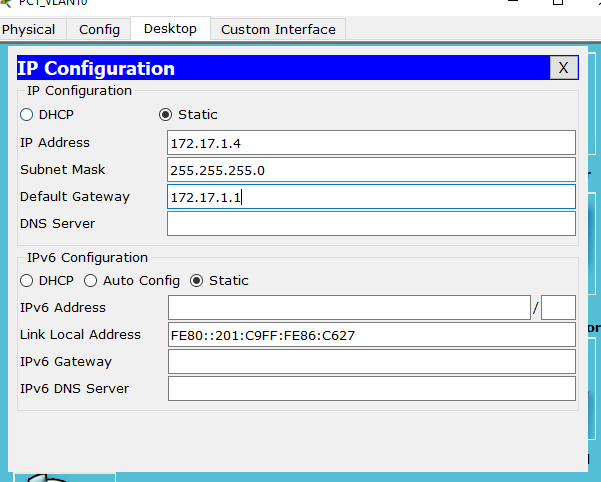 PC1_VLAN10
Physical Config Desktop Custom Interface
IP Configuration X
IP Configuration
DHCP Static
IP Address 172.17.1.4
Subnet Mask 255.255.255.0
Default Gateway 172.17.1.1
DNS Server
IPv6 Configuration
DHCP Auto Config Static
IPv6 Address /
Link Local Address FE80::201:C9FF:FE86:C627
IPv6 Gateway
IPv6 DNS Server